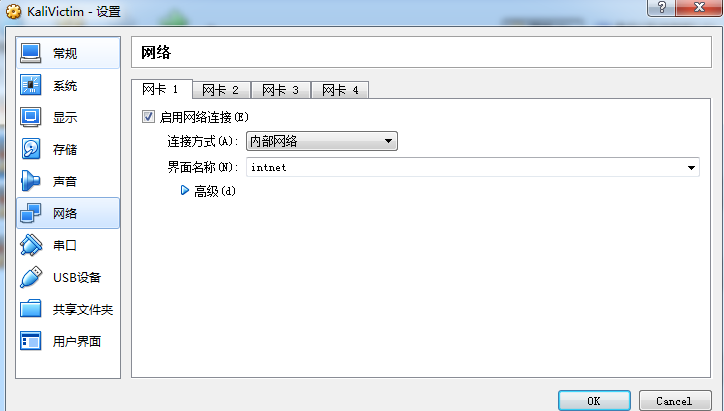 KaliVictim - 设置
常规
系统
显示
存储
声音
网络
串口
USB设备
共享文件夹
用户界面
网络
网卡 1 网卡 2 网卡 3 网卡 4
启用网络连接(E)
连接方式(A): 内部网络
界面名称(N): intnet
高级(d)
OK Cancel